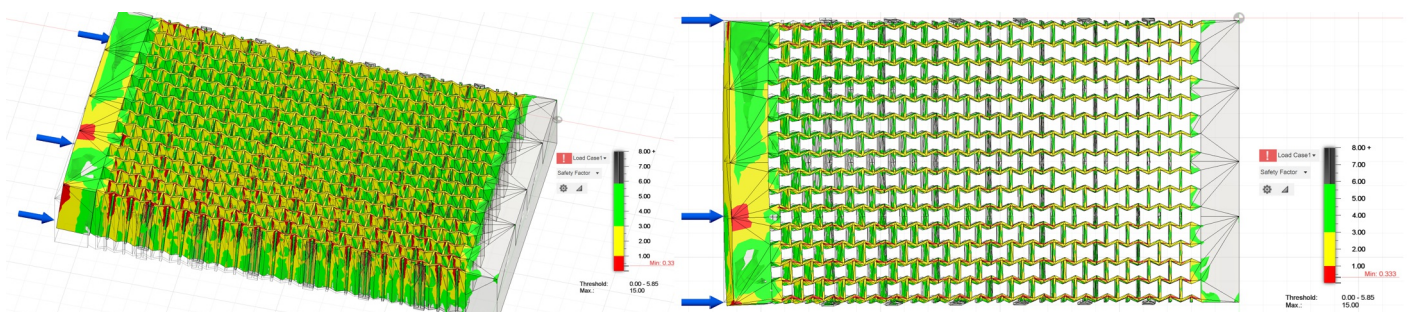 ! Load Case1
Safety Factor
8.00 +
7.00
6.00
5.00
4.00
3.00
2.00
1.00
Min: 0.33
Threshold: 0.00 - 5.85
Max.: 15.00
! Load Case1
Safety Factor
8.00 +
7.00
6.00
5.00
4.00
3.00
2.00
1.00
Min: 0.333
Threshold: 0.00 - 5.85
Max.: 15.00